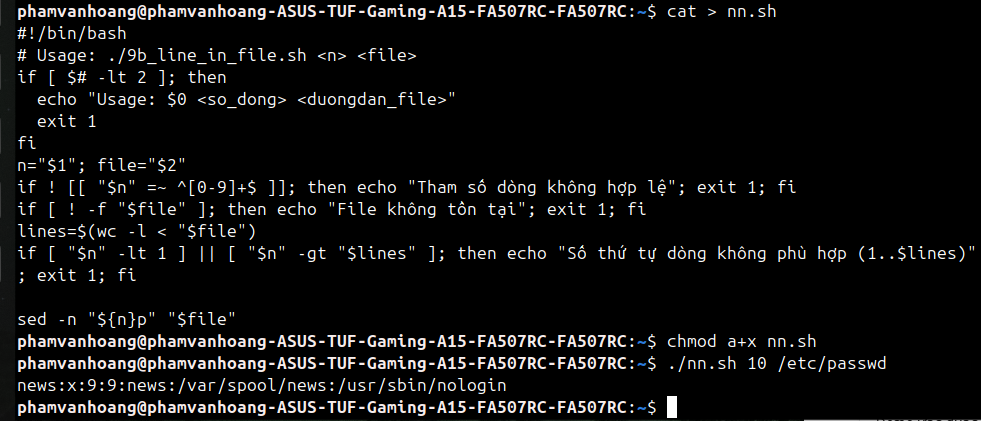 phamvanhoang@phamvanhoang-ASUS-TUF-Gaming-A15-FA507RC-FA507RC:~$ cat > nn.sh
#!/bin/bash
# Usage: ./9b_line_in_file.sh <n> <file>
if [ $# -lt 2 ]; then
  echo "Usage: $0 <so_dong> <duongdan_file>"
  exit 1
fi
n="$1"; file="$2"
if ! [[ "$n" =~ ^[0-9]+$ ]]; then echo "Tham số dòng không hợp lệ"; exit 1; fi
if [ ! -f "$file" ]; then echo "File không tồn tại"; exit 1; fi
lines=$(wc -l < "$file")
if [ "$n" -lt 1 ] || [ "$n" -gt "$lines" ]; then echo "Số thứ tự dòng không phù hợp (1..$lines)"
; exit 1; fi

sed -n "${n}p" "$file"
phamvanhoang@phamvanhoang-ASUS-TUF-Gaming-A15-FA507RC-FA507RC:~$ chmod a+x nn.sh
phamvanhoang@phamvanhoang-ASUS-TUF-Gaming-A15-FA507RC-FA507RC:~$ ./nn.sh 10 /etc/passwd
news:x:9:9:news:/var/spool/news:/usr/sbin/nologin
phamvanhoang@phamvanhoang-ASUS-TUF-Gaming-A15-FA507RC-FA507RC:~$